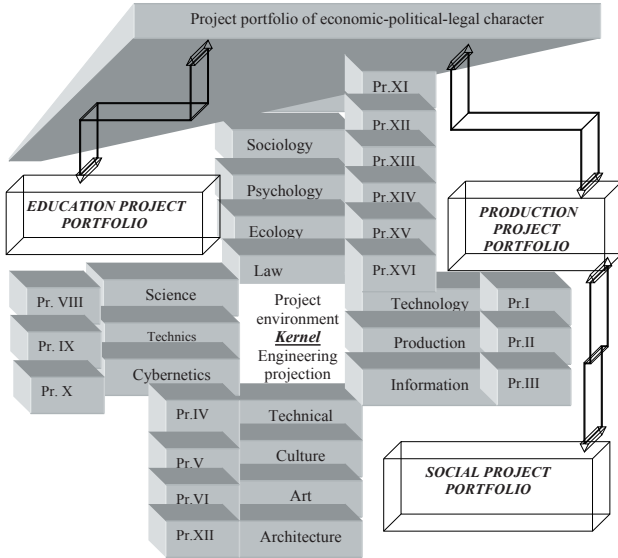 Project portfolio of economic-political-legal character
Pr.XI
Pr.XII
Sociology
Pr.XIII
Psychology
Pr.XIV
EDUCATION PROJECT
PORTFOLIO
PRODUCTION
PROJECT
PORTFOLIO
Ecology
Pr.XV
Law
Pr.XVI
Pr. VIII
Science
Project
environment
Kernel
Engineering
projection
Technology
Pr.I
Pr. IX
Technics
Production
Pr.II
Pr. X
Cybernetics
Information
Pr.III
Pr.IV
Technical
Pr.V
Culture
Pr.VI
Art
Pr.XII
Architecture
SOCIAL PROJECT
PORTFOLIO